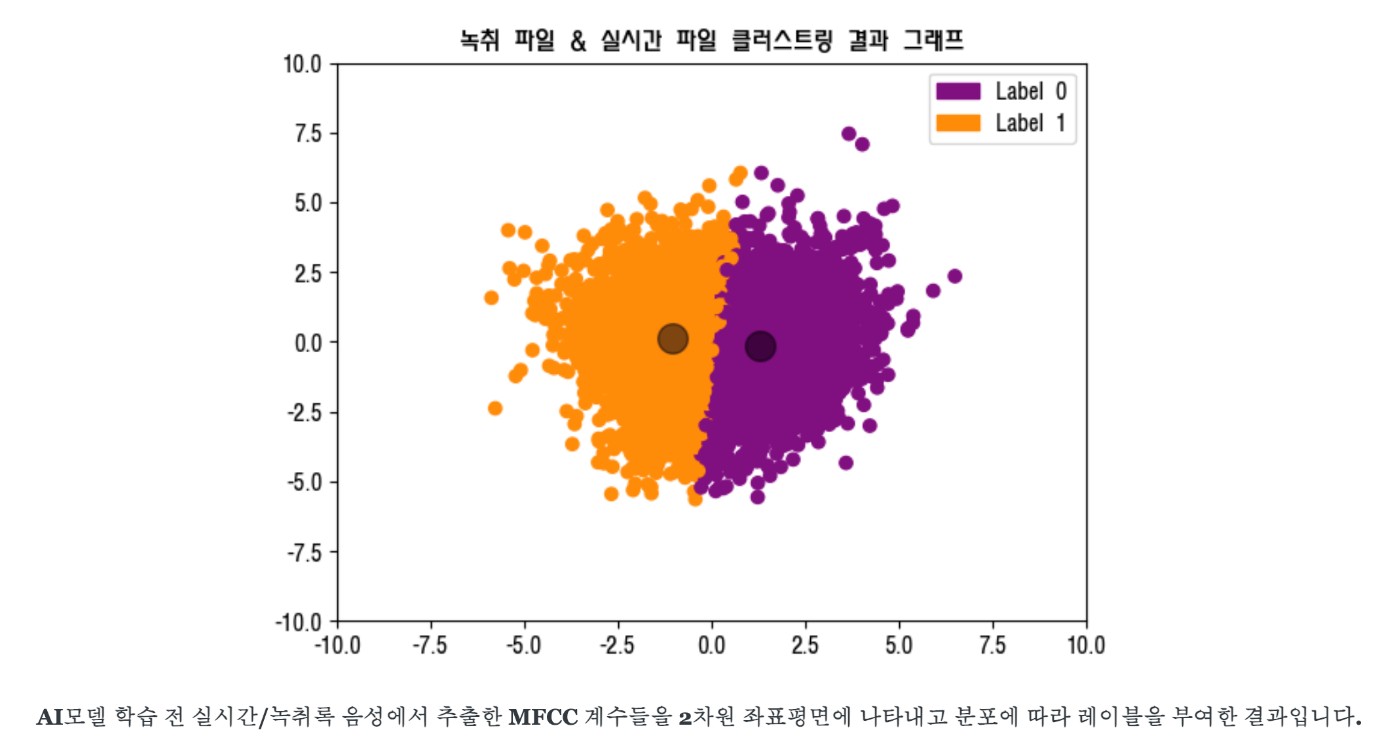 녹취 파일 & 실시간 파일 클러스트링 결과 그래프
10.0
Label 0
Label 1
7.5
5.0
2.5
0.0
-2.5
-5.0
-7.5
-10.0
-10.0 -7.5 -5.0 -2.5 0.0 2.5 5.0 7.5 10.0
AI모델 학습 전 실시간/녹취록 음성에서 추출한 MFCC 계수들을 2차원 좌표평면에 나타내고 분포에 따라 레이블을 부여한 결과입니다.